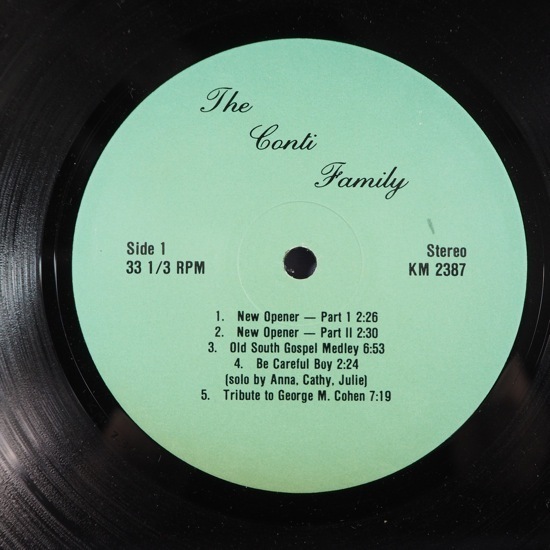 The
Conti
Family
Side 1
33 1/3 RPM
Stereo
KM 2387
1. New Opener — Part 1 2:26
2. New Opener — Part II 2:30
3. Old South Gospel Medley 6:53
4. Be Careful Boy 2:24
(solo by Anna, Cathy, Julie)
5. Tribute to George M. Cohen 7:19